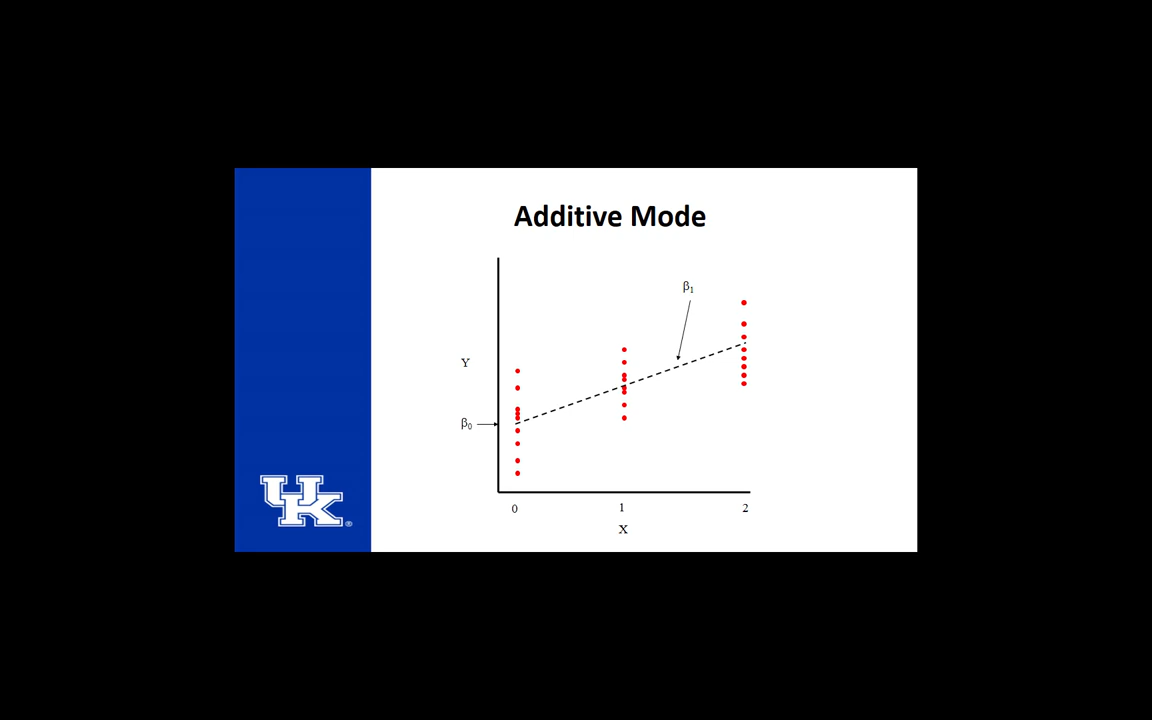 Additive Mode
β₁
Y
β₀
0 1 2
X
UK®